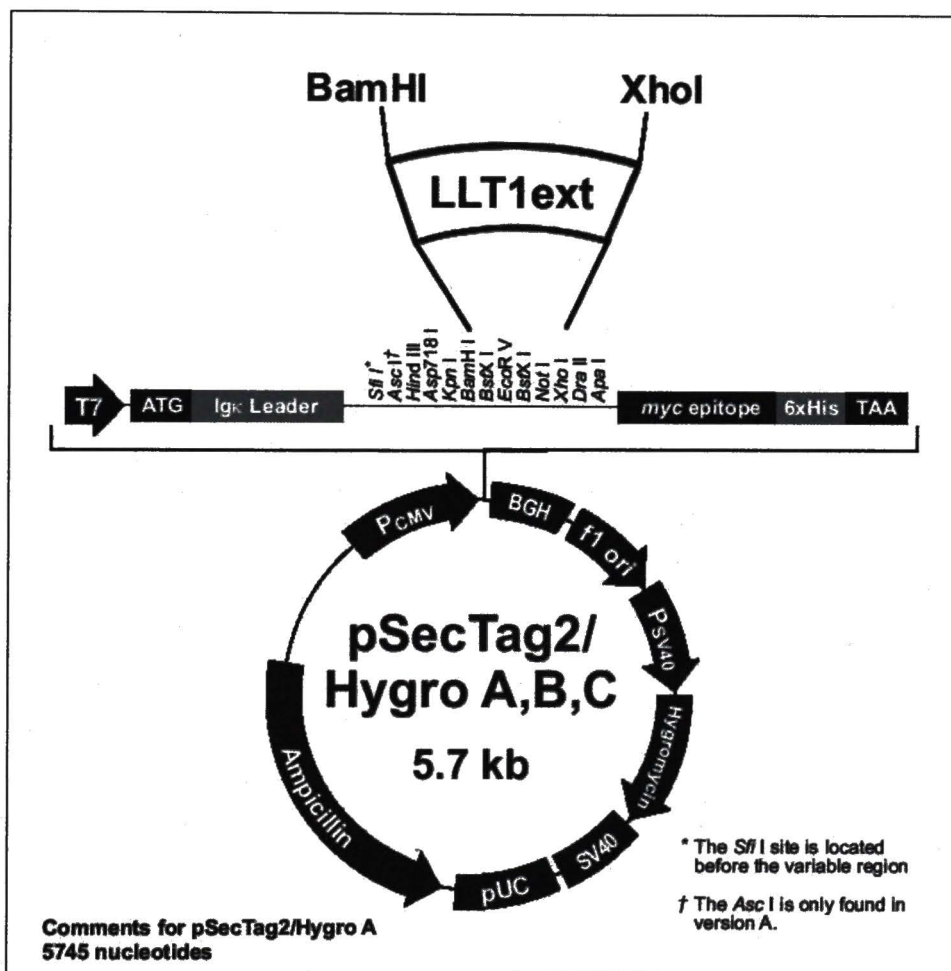 BamHI XhoI
LLT1ext
Sfi I* Asc I† Hind III Asp718 I Kpn I BamH I BstX I EcoR V BstX I Not I Xho I Dra II Apa I
T7 ATG Igκ Leader myc epitope 6xHis TAA
PCMV BGH f1 ori
PSV40
Hygromycin
SV40
pUC
Ampicillin
pSecTag2/
Hygro A,B,C
5.7 kb
* The Sfi I site is located
before the variable region
† The Asc I is only found in
version A.
Comments for pSecTag2/Hygro A
5745 nucleotides